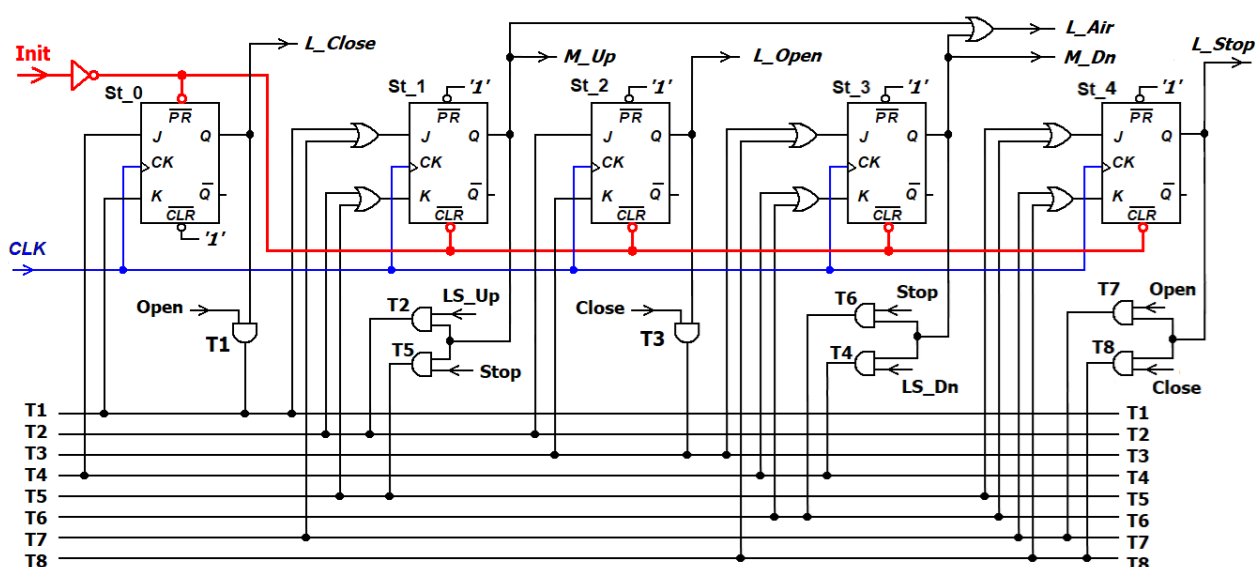 L_Air
L_Close
M_Up
L_Open
M_Dn
L_Stop
Init
St_0
St_1
'1'
St_2
'1'
St_3
'1'
St_4
'1'
PR
J Q
CK
K Q
CLR
'1'
PR
J Q
CK
K Q
CLR
PR
J Q
CK
K Q
CLR
PR
J Q
CK
K Q
CLR
PR
J Q
CK
K Q
CLR
CLK
Open
T1
T2
LS_Up
T5
Stop
Close
T3
T6
Stop
T4
LS_Dn
T7
Open
T8
Close
T1 T1
T2 T2
T3 T3
T4 T4
T5 T5
T6 T6
T7 T7
T8 T8